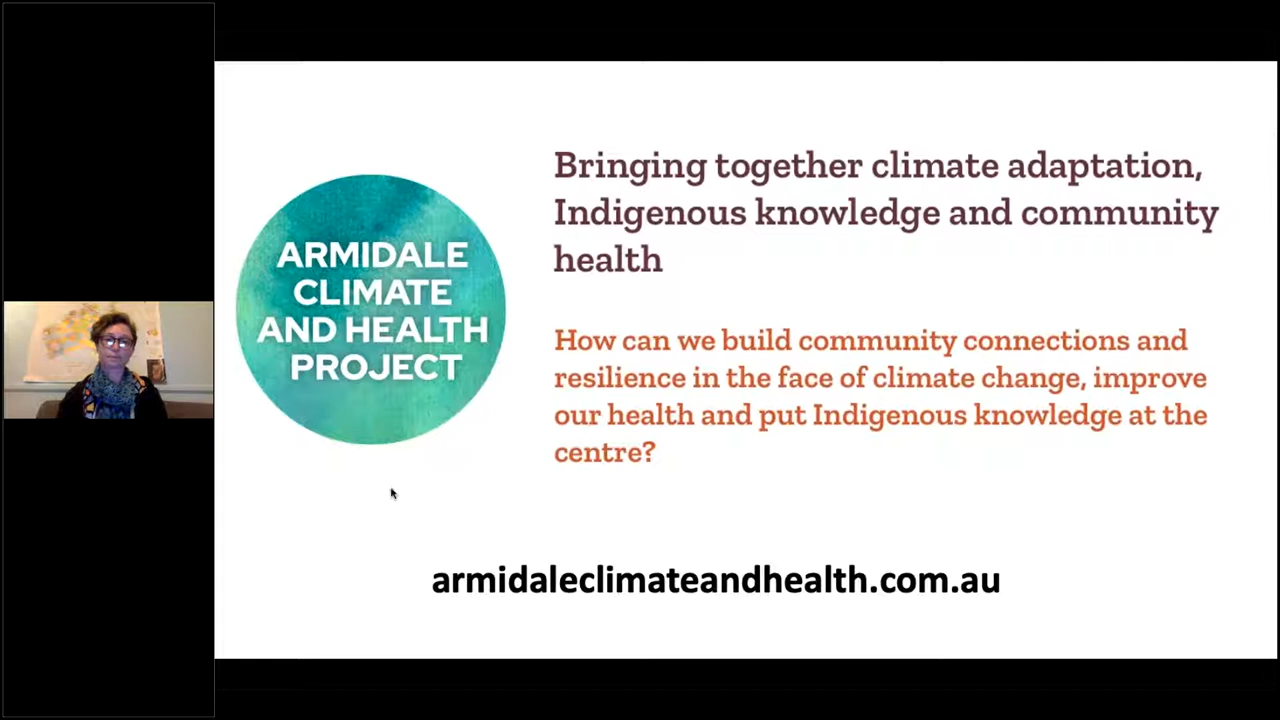 ARMIDALE
CLIMATE
AND HEALTH
PROJECT
Bringing together climate adaptation,
Indigenous knowledge and community
health
How can we build community connections and
resilience in the face of climate change, improve
our health and put Indigenous knowledge at the
centre?
armidaleclimateandhealth.com.au